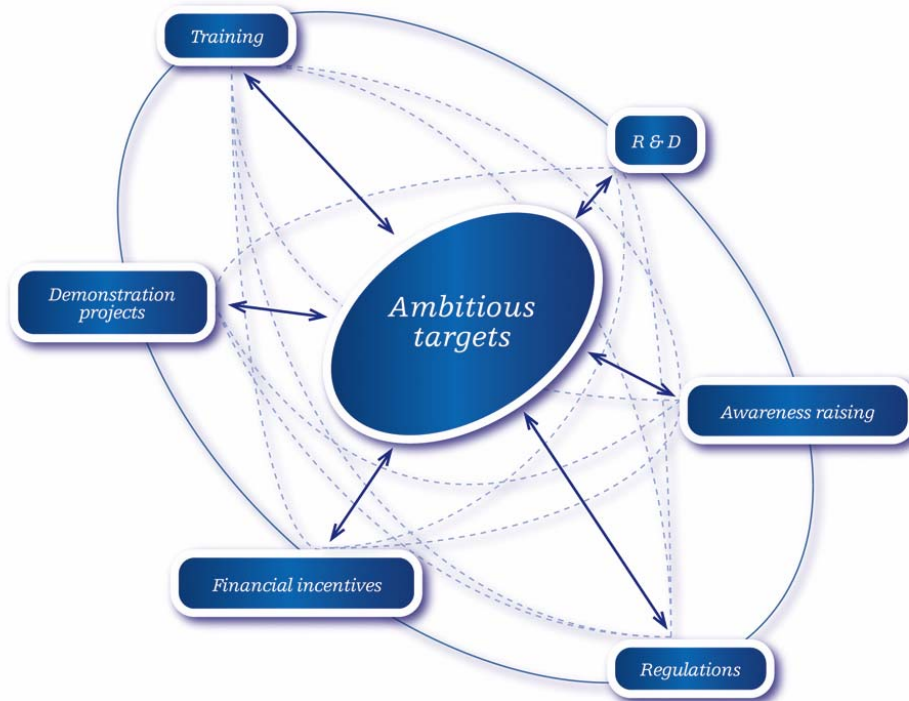 Training
R & D
Demonstration
projects
Ambitious
targets
Awareness raising
Financial incentives
Regulations